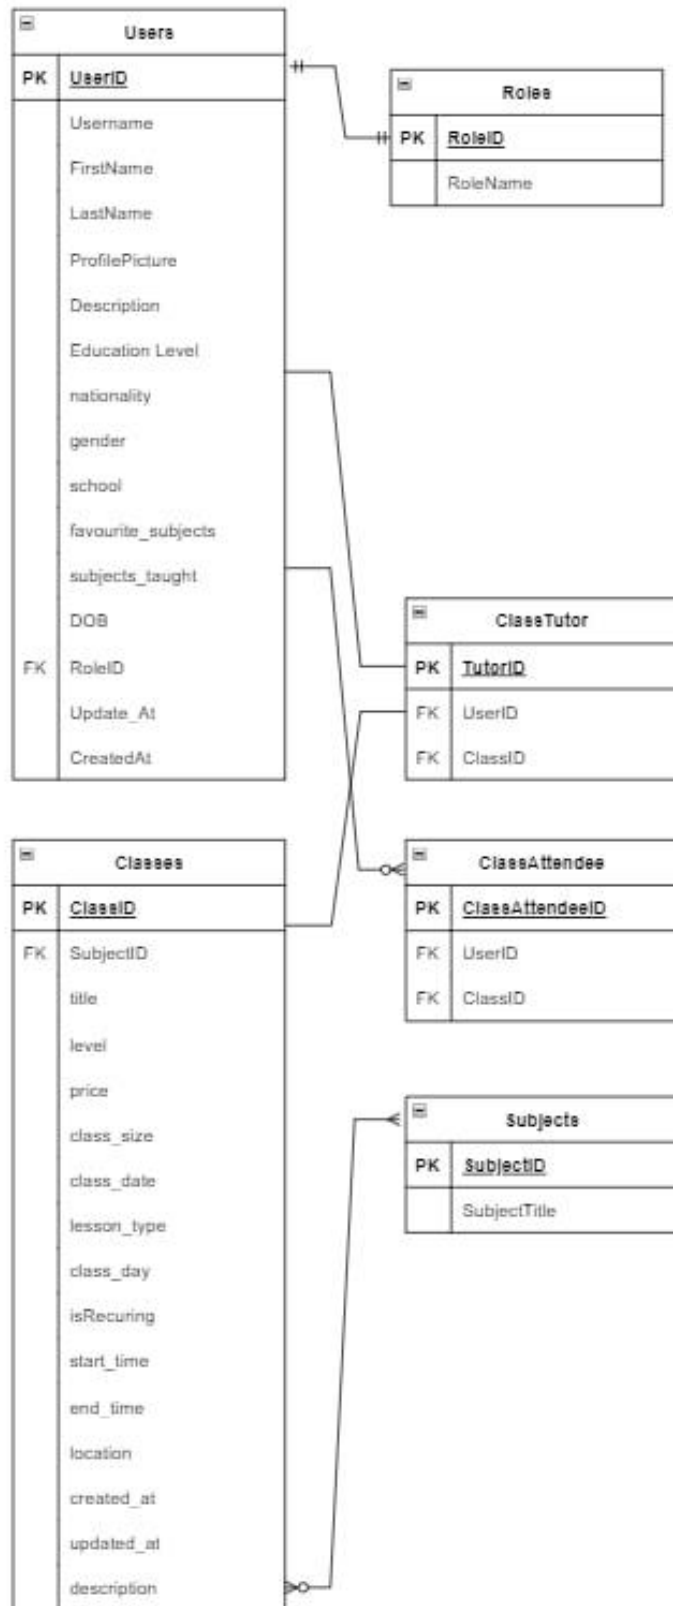 Users
PK UserID
Username
FirstName
LastName
ProfilePicture
Description
Education Level
nationality
gender
school
favourite_subjects
subjects_taught
DOB
FK RoleID
Update_At
CreatedAt
Roles
PK RoleID
RoleName
ClassTutor
PK TutorID
FK UserID
FK ClassID
Classes
PK ClassID
FK SubjectID
title
level
price
class_size
class_date
lesson_type
class_day
isRecuring
start_time
end_time
location
created_at
updated_at
description
ClassAttendee
PK ClassAttendeeID
FK UserID
FK ClassID
Subjects
PK SubjectID
SubjectTitle